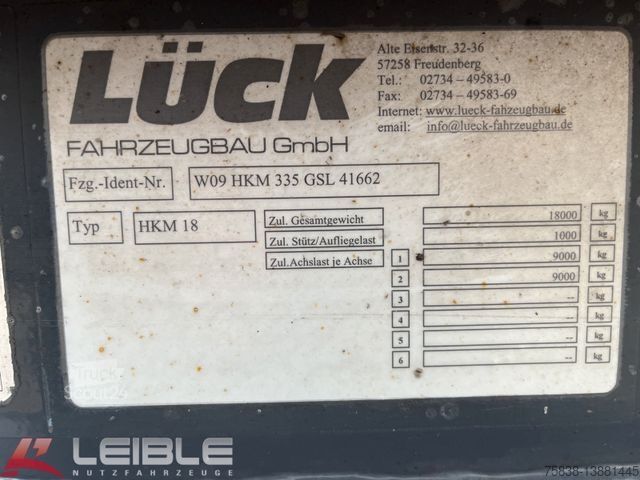 LÜCK
FAHRZEUGBAU GmbH
Alte Eisenstr. 32-36
57258 Freudenberg
Tel.: 02734 - 49583-0
Fax: 02734 - 49583-69
Internet: www.lueck-fahrzeugbau.de
email: info@lueck-fahrzeugbau.de
Fzg.-Ident-Nr. W09 HKM 335 GSL 41662
Typ HKM 18
Zul. Gesamtgewicht 18000 kg
Zul. Stütz/Aufliegelast 1000 kg
Zul.Achslast je Achse 1 9000 kg
2 9000 kg
3 -- kg
4 -- kg
5 -- kg
6 -- kg
Truck
Scout24
LEIBLE
NUTZFAHRZEUGE
75838-13881445